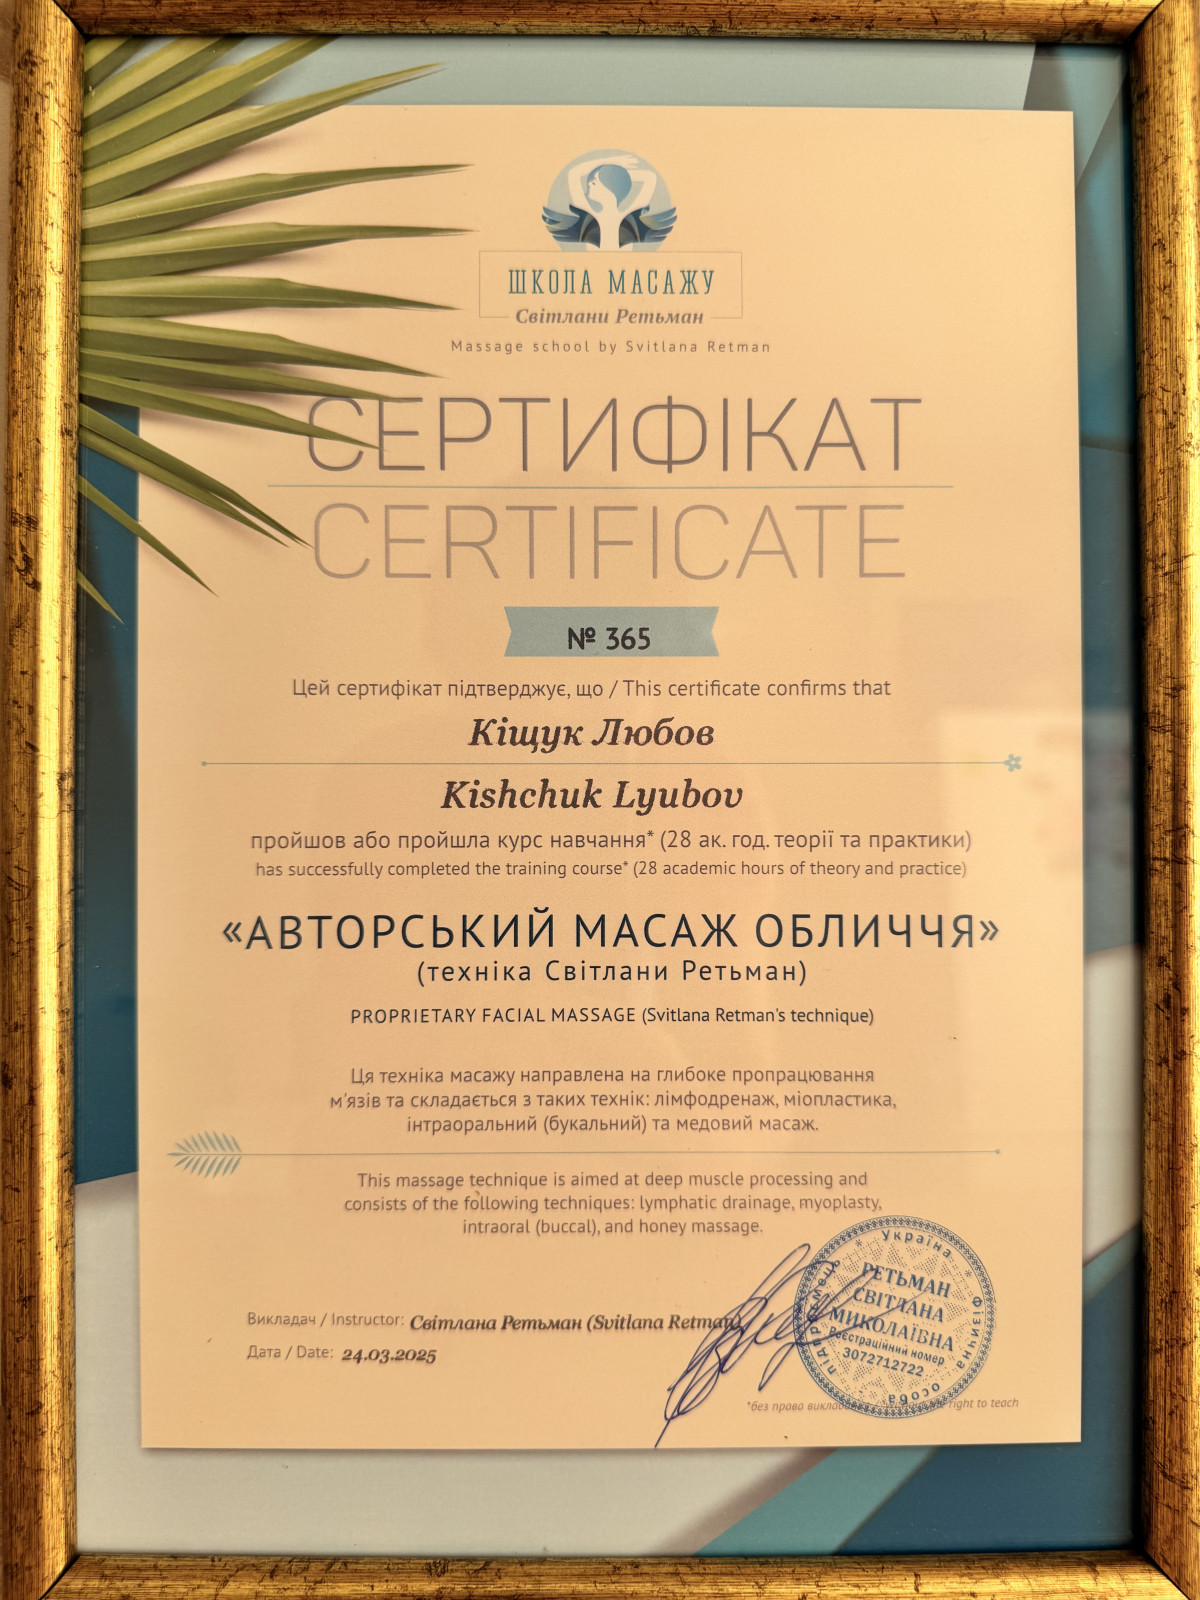 ШКОЛА МАСАЖУ
Світлани Ретьман
Massage school by Svitlana Retman
СЕРТИФІКАТ
CERTIFICATE
№ 365
Цей сертифікат підтверджує, що / This certificate confirms that
Кіщук Любов
Kishchuk Lyubov
пройшов або пройшла курс навчання* (28 ак. год. теорії та практики)
has successfully completed the training course* (28 academic hours of theory and practice)
«АВТОРСЬКИЙ МАСАЖ ОБЛИЧЧЯ»
(техніка Світлани Ретьман)
PROPRIETARY FACIAL MASSAGE (Svitlana Retman's technique)
Ця техніка масажу направлена на глибоке пропрацювання
м'язів та складається з таких технік: лімфодренаж, міопластика,
інтраоральний (букальний) та медовий масаж.
This massage technique is aimed at deep muscle processing and
consists of the following techniques: lymphatic drainage, myoplasty,
intraoral (buccal), and honey massage.
Викладач / Instructor: Світлана Ретьман (Svitlana Retman)
Дата / Date: 24.03.2025
* Україна * Фізична особа підприємець
РЕТЬМАН
СВІТЛАНА
МИКОЛАЇВНА
Реєстраційний номер
3072712722
*без права right to teach